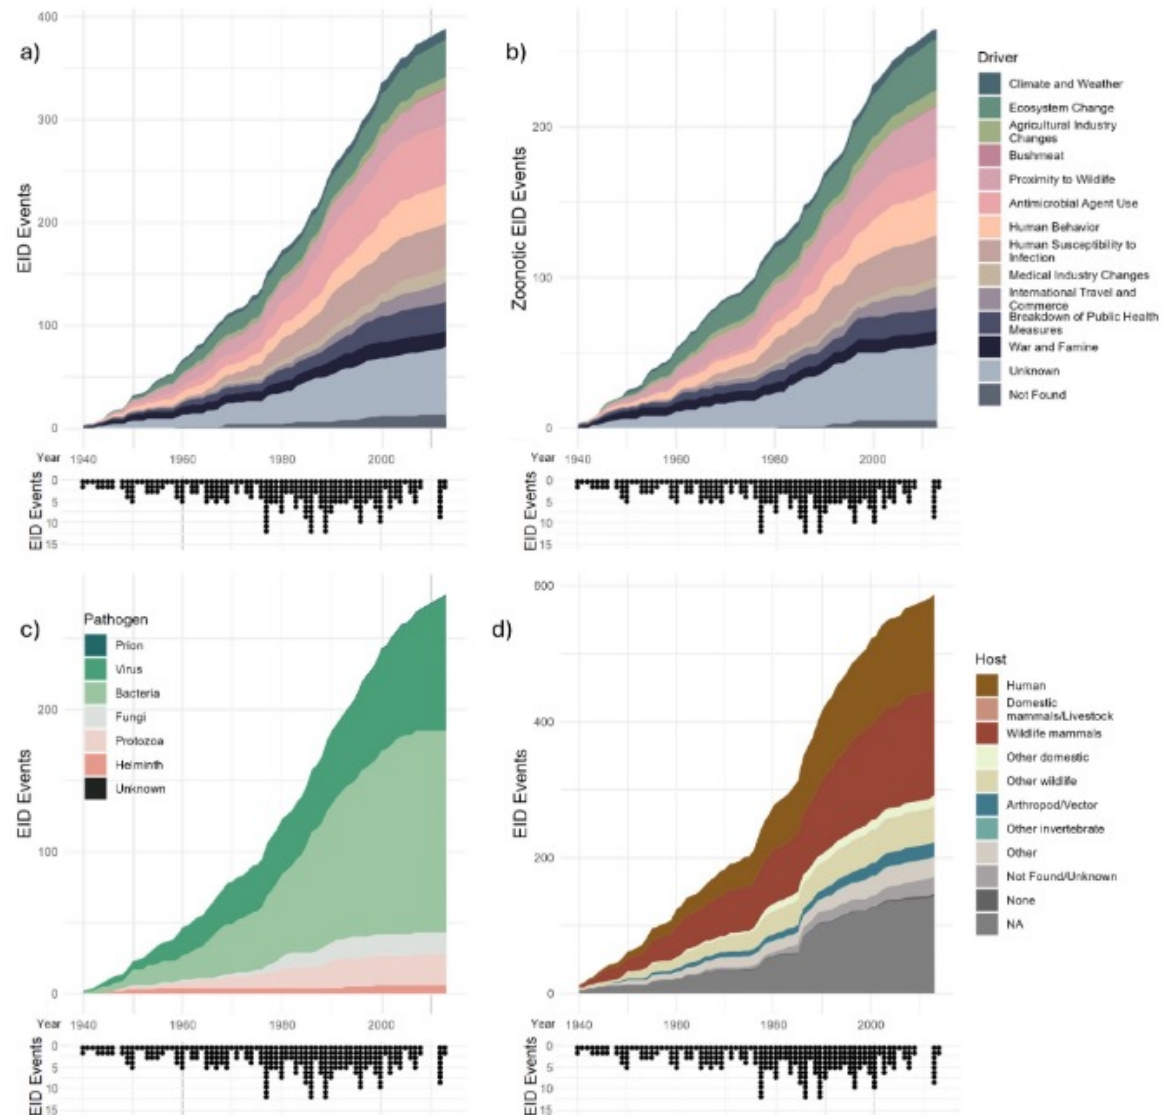 a)
EID Events
400
300
200
100
0
Year 1940 1960 1980 2000
EID Events
0
5
10
15
b)
Zoonotic EID Events
200
100
0
Year 1940 1960 1980 2000
EID Events
0
5
10
15
Driver
Climate and Weather
Ecosystem Change
Agricultural Industry
Changes
Bushmeat
Proximity to Wildlife
Antimicrobial Agent Use
Human Behavior
Human Susceptibility to
Infection
Medical Industry Changes
International Travel and
Commerce
Breakdown of Public Health
Measures
War and Famine
Unknown
Not Found
c)
Pathogen
Prion
Virus
Bacteria
Fungi
Protozoa
Helminth
Unknown
EID Events
200
100
0
Year 1940 1960 1980 2000
EID Events
0
5
10
15
d)
EID Events
600
400
200
0
Year 1940 1960 1980 2000
EID Events
0
5
10
15
Host
Human
Domestic
mammals/Livestock
Wildlife mammals
Other domestic
Other wildlife
Arthropod/Vector
Other invertebrate
Other
Not Found/Unknown
None
NA